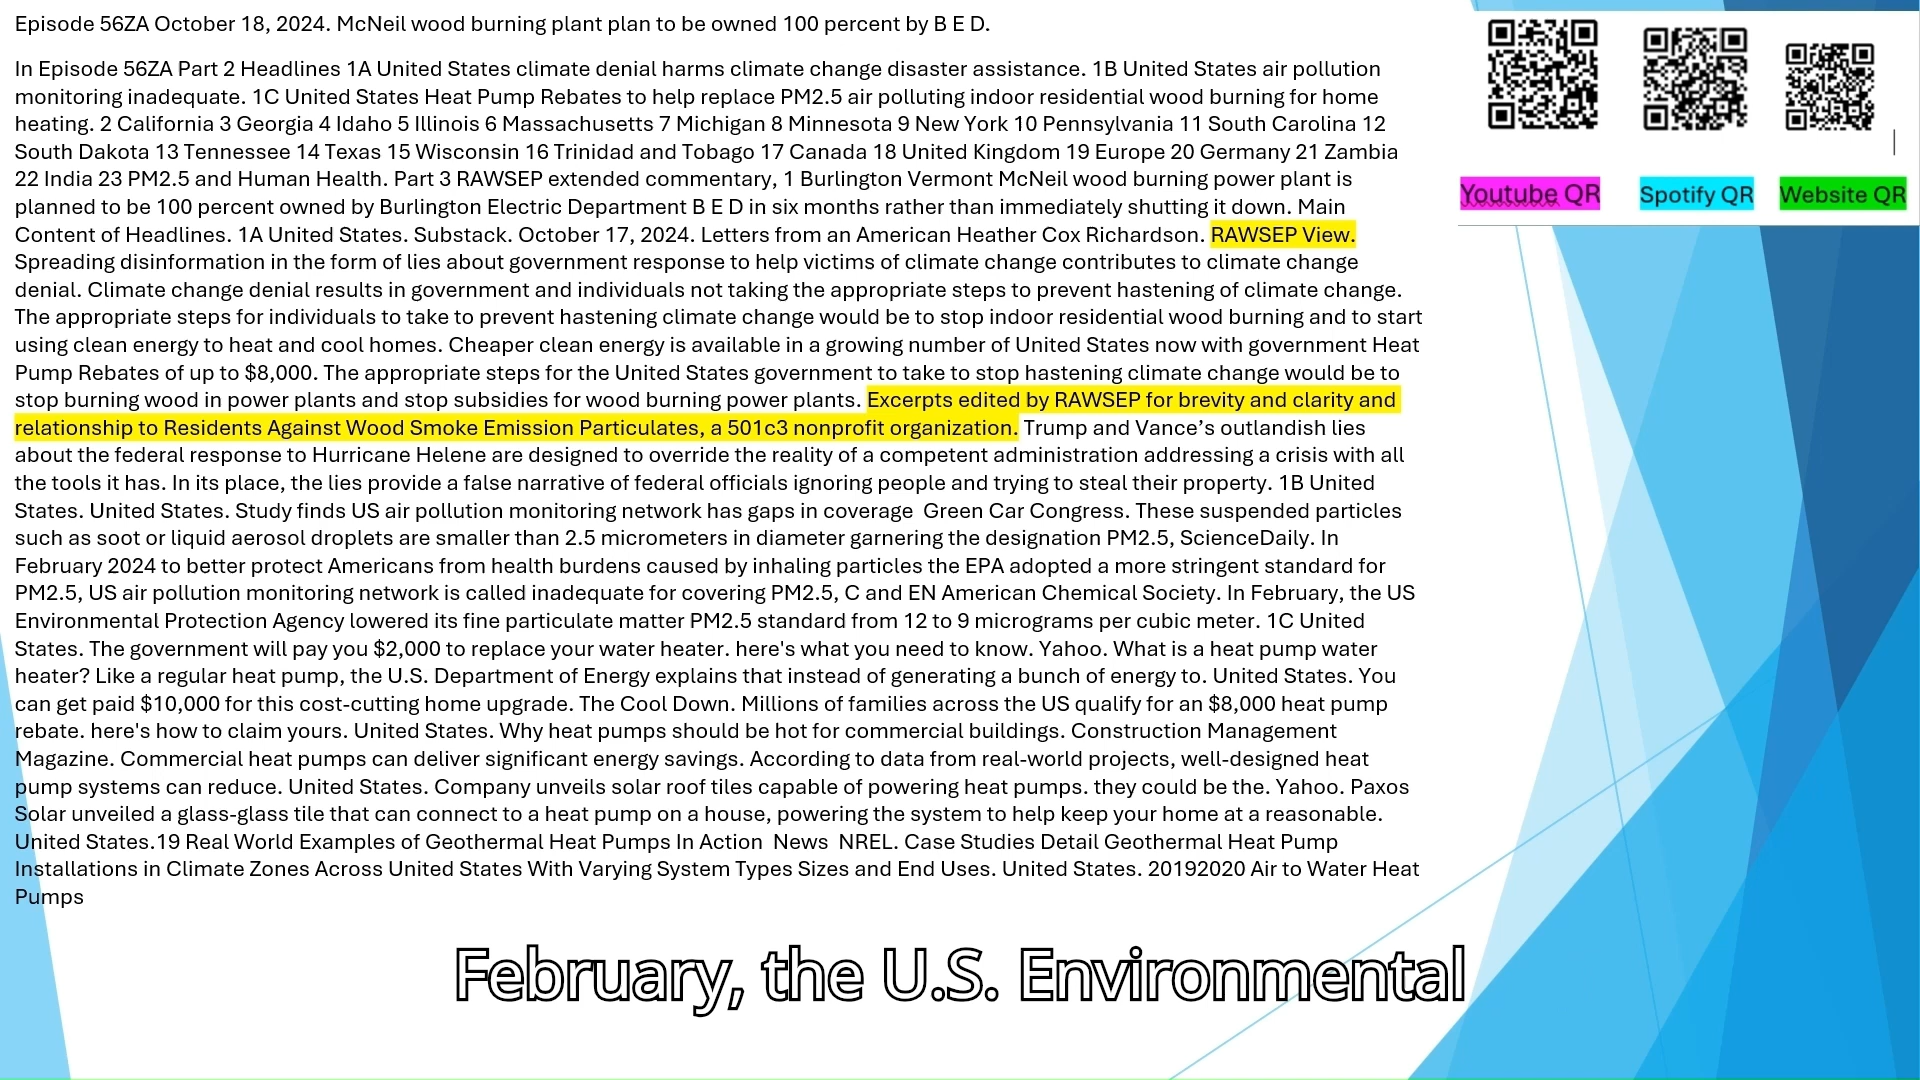 Episode 56ZA October 18, 2024. McNeil wood burning plant plan to be owned 100 percent by B E D.
In Episode 56ZA Part 2 Headlines 1A United States climate denial harms climate change disaster assistance. 1B United States air pollution
monitoring inadequate. 1C United States Heat Pump Rebates to help replace PM2.5 air polluting indoor residential wood burning for home
heating. 2 California 3 Georgia 4 Idaho 5 Illinois 6 Massachusetts 7 Michigan 8 Minnesota 9 New York 10 Pennsylvania 11 South Carolina 12
South Dakota 13 Tennessee 14 Texas 15 Wisconsin 16 Trinidad and Tobago 17 Canada 18 United Kingdom 19 Europe 20 Germany 21 Zambia
22 India 23 PM2.5 and Human Health. Part 3 RAWSEP extended commentary, 1 Burlington Vermont McNeil wood burning power plant is
planned to be 100 percent owned by Burlington Electric Department B E D in six months rather than immediately shutting it down. Main
Content of Headlines. 1A United States. Substack. October 17, 2024. Letters from an American Heather Cox Richardson. RAWSEP View.
Spreading disinformation in the form of lies about government response to help victims of climate change contributes to climate change
denial. Climate change denial results in government and individuals not taking the appropriate steps to prevent hastening of climate change.
The appropriate steps for individuals to take to prevent hastening climate change would be to stop indoor residential wood burning and to start
using clean energy to heat and cool homes. Cheaper clean energy is available in a growing number of United States now with government Heat
Pump Rebates of up to $8,000. The appropriate steps for the United States government to take to stop hastening climate change would be to
stop burning wood in power plants and stop subsidies for wood burning power plants. Excerpts edited by RAWSEP for brevity and clarity and
relationship to Residents Against Wood Smoke Emission Particulates, a 501c3 nonprofit organization. Trump and Vance’s outlandish lies
about the federal response to Hurricane Helene are designed to override the reality of a competent administration addressing a crisis with all
the tools it has. In its place, the lies provide a false narrative of federal officials ignoring people and trying to steal their property. 1B United
States. United States. Study finds US air pollution monitoring network has gaps in coverage  Green Car Congress. These suspended particles
such as soot or liquid aerosol droplets are smaller than 2.5 micrometers in diameter garnering the designation PM2.5, ScienceDaily. In
February 2024 to better protect Americans from health burdens caused by inhaling particles the EPA adopted a more stringent standard for
PM2.5, US air pollution monitoring network is called inadequate for covering PM2.5, C and EN American Chemical Society. In February, the US
Environmental Protection Agency lowered its fine particulate matter PM2.5 standard from 12 to 9 micrograms per cubic meter. 1C United
States. The government will pay you $2,000 to replace your water heater. here's what you need to know. Yahoo. What is a heat pump water
heater? Like a regular heat pump, the U.S. Department of Energy explains that instead of generating a bunch of energy to. United States. You
can get paid $10,000 for this cost-cutting home upgrade. The Cool Down. Millions of families across the US qualify for an $8,000 heat pump
rebate. here's how to claim yours. United States. Why heat pumps should be hot for commercial buildings. Construction Management
Magazine. Commercial heat pumps can deliver significant energy savings. According to data from real-world projects, well-designed heat
pump systems can reduce. United States. Company unveils solar roof tiles capable of powering heat pumps. they could be the. Yahoo. Paxos
Solar unveiled a glass-glass tile that can connect to a heat pump on a house, powering the system to help keep your home at a reasonable.
United States.19 Real World Examples of Geothermal Heat Pumps In Action  News  NREL. Case Studies Detail Geothermal Heat Pump
Installations in Climate Zones Across United States With Varying System Types Sizes and End Uses. United States. 20192020 Air to Water Heat
Pumps
Youtube QR
Spotify QR
Website QR
February, the U.S. Environmental